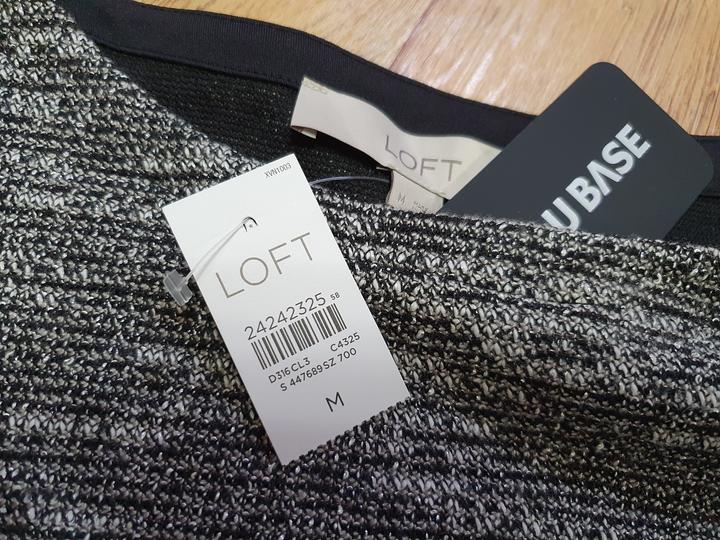 LOFT
M
U BASE
XVN1003
LOFT
24242325 58
D316 CL3 C4325
S 447689 SZ 700
M